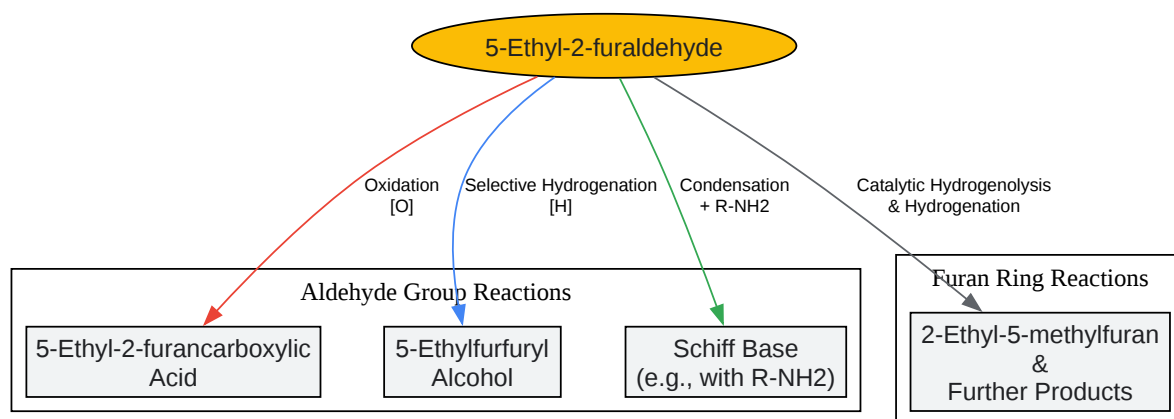 5-Ethyl-2-furaldehyde
Oxidation
[O]
Selective Hydrogenation
[H]
Condensation
+ R-NH2
Catalytic Hydrogenolysis
& Hydrogenation
Aldehyde Group Reactions
Furan Ring Reactions
5-Ethyl-2-furancarboxylic
Acid
5-Ethylfurfuryl
Alcohol
Schiff Base
(e.g., with R-NH2)
2-Ethyl-5-methylfuran
&
Further Products